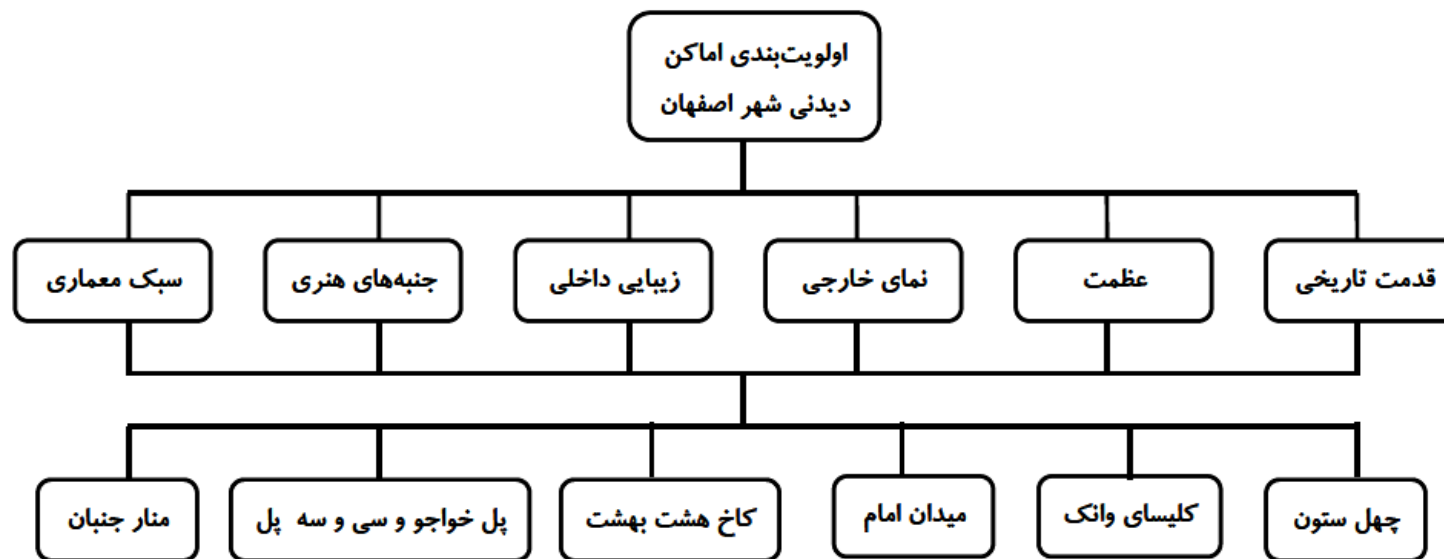 اولویت‌بندی اماکن
دیدنی شهر اصفهان
قدمت تاریخی
عظمت
نمای خارجی
زیبایی داخلی
جنبه‌های هنری
سبک معماری
چهل ستون
کلیسای وانک
میدان امام
کاخ هشت بهشت
پل خواجو و سی و سه پل
منار جنبان